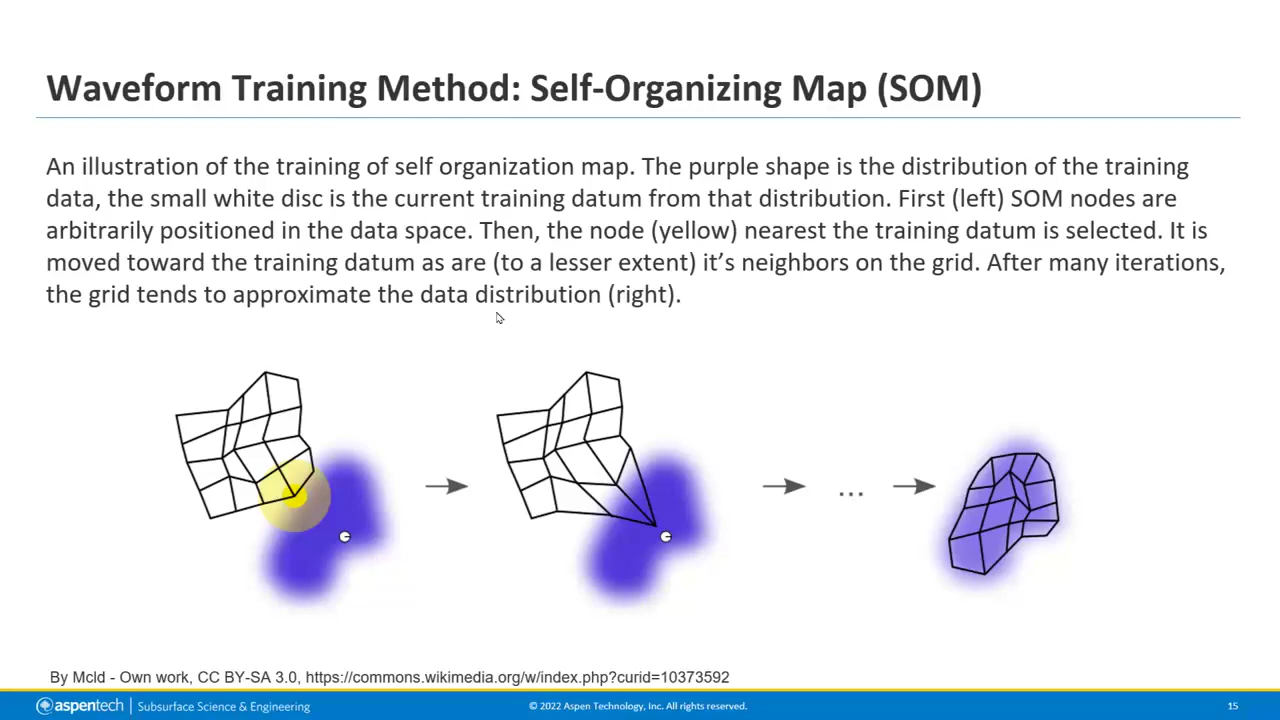 Waveform Training Method: Self-Organizing Map (SOM)
An illustration of the training of self organization map. The purple shape is the distribution of the training
data, the small white disc is the current training datum from that distribution. First (left) SOM nodes are
arbitrarily positioned in the data space. Then, the node (yellow) nearest the training datum is selected. It is
moved toward the training datum as are (to a lesser extent) it's neighbors on the grid. After many iterations,
the grid tends to approximate the data distribution (right).
...
By Mcld - Own work, CC BY-SA 3.0, https://commons.wikimedia.org/w/index.php?curid=10373592
aspentech | Subsurface Science & Engineering
© 2022 Aspen Technology, Inc. All rights reserved.
15